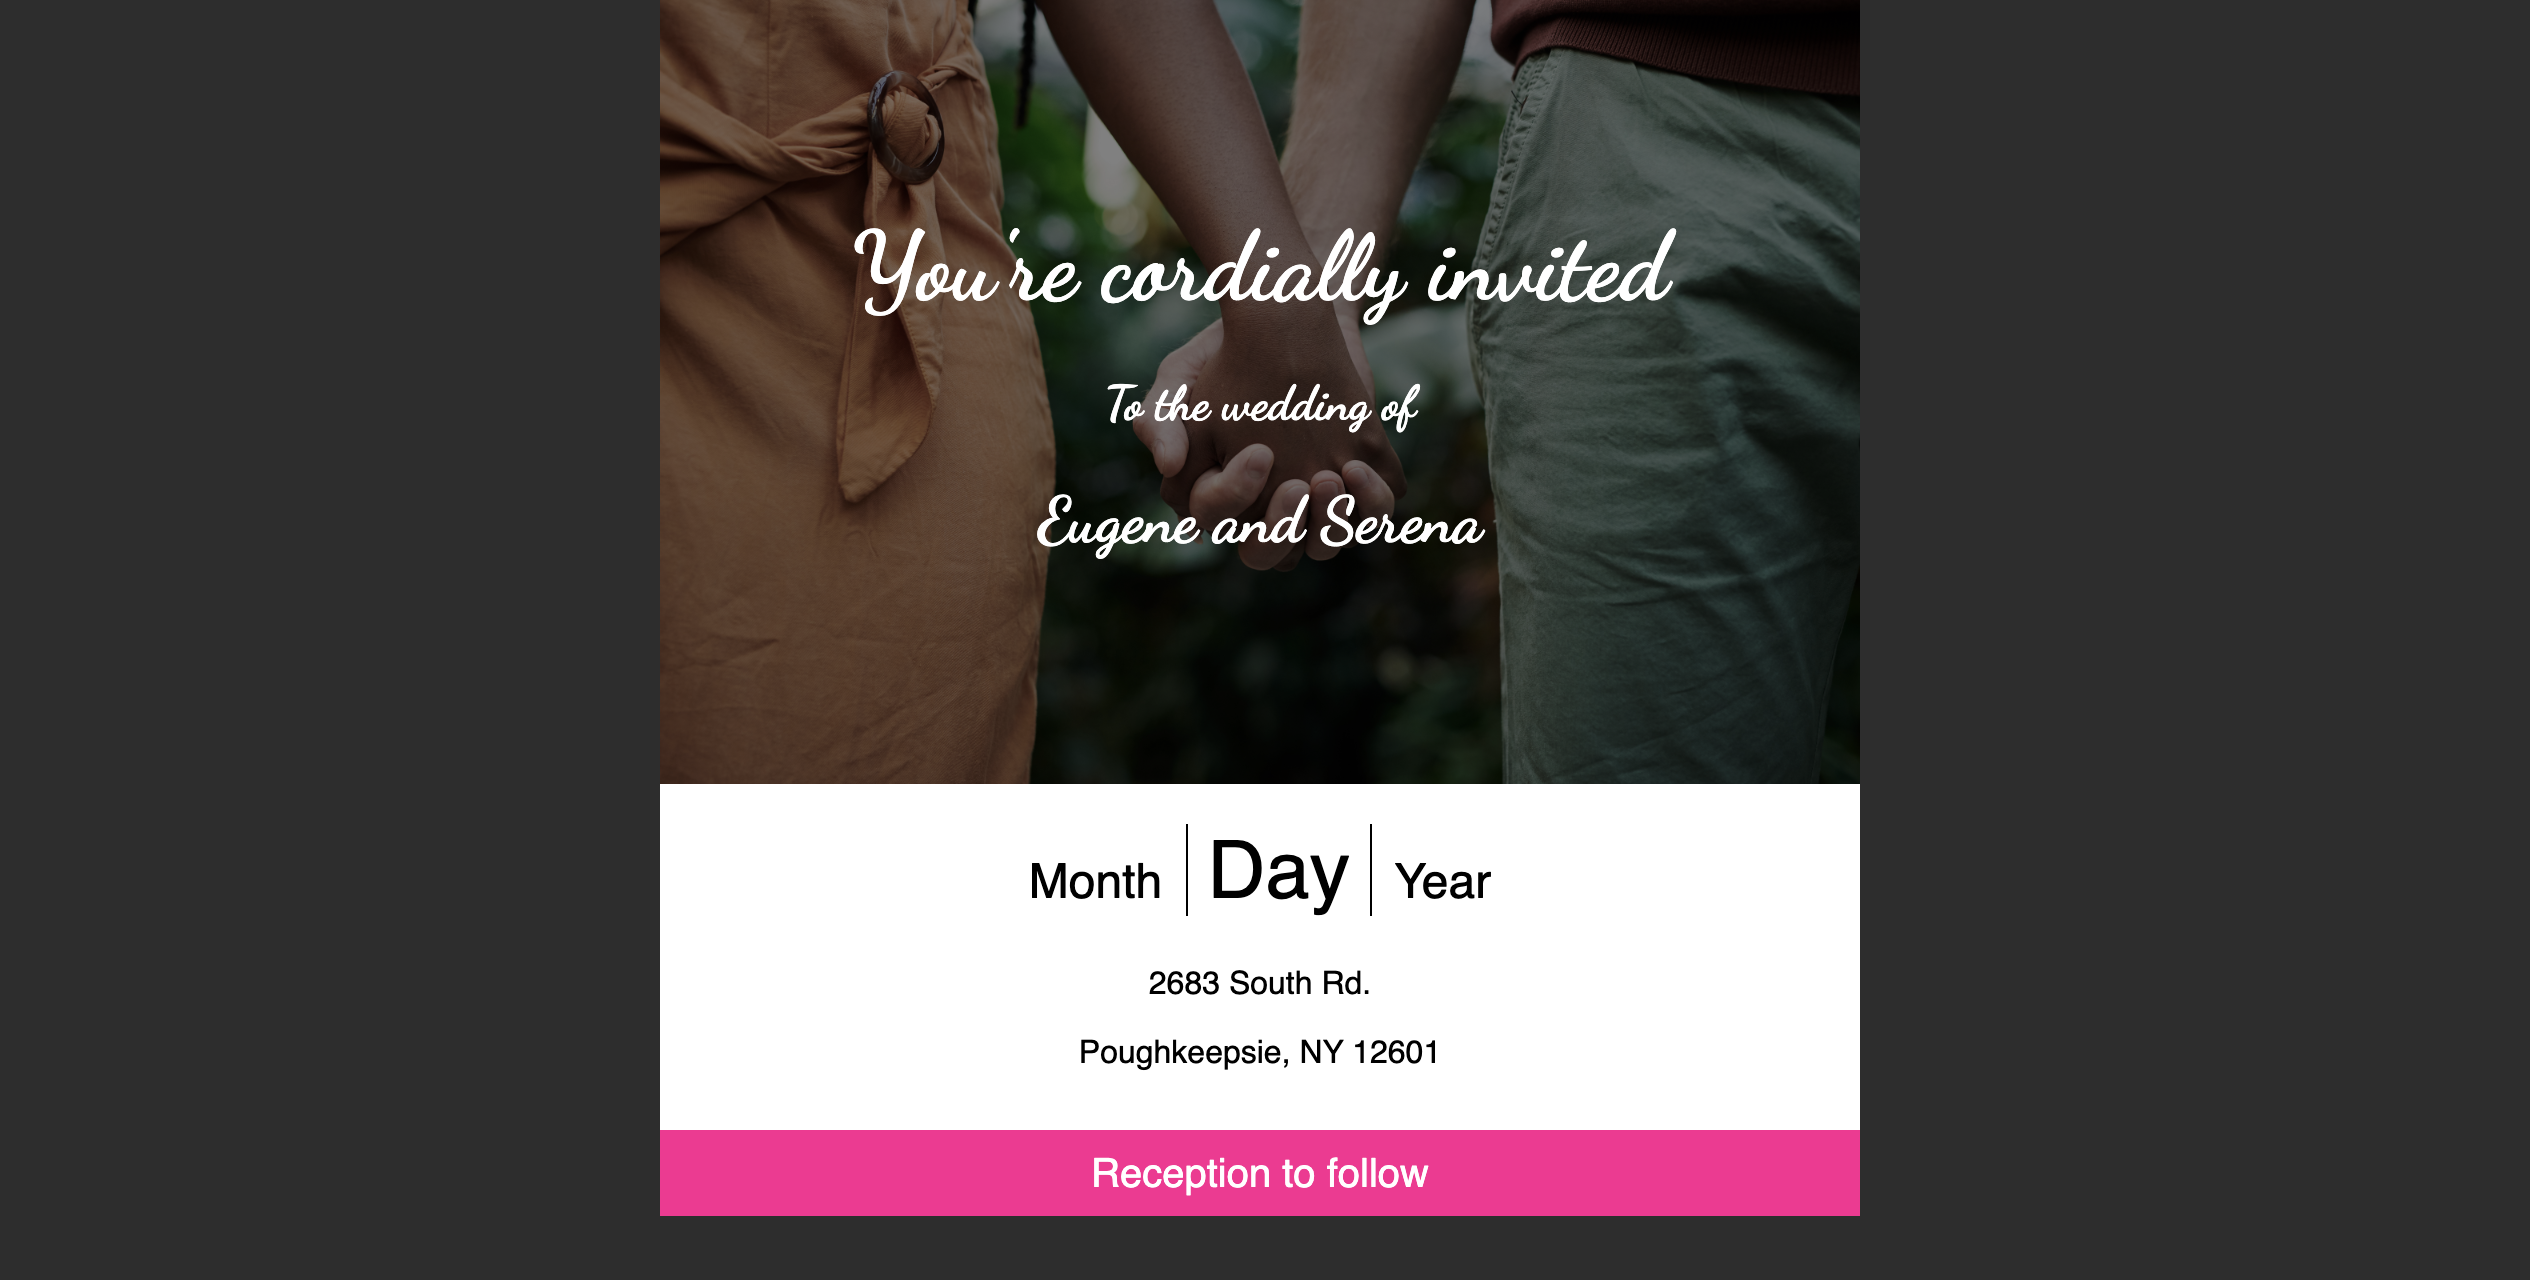 You're cordially invited
To the wedding of
Eugene and Serena
Month Day Year
2683 South Rd.
Poughkeepsie, NY 12601
Reception to follow